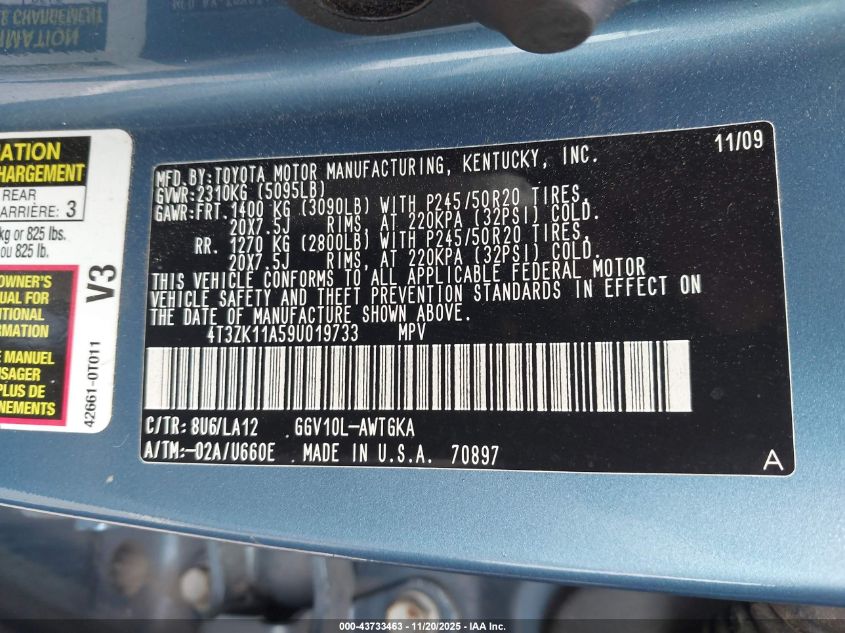 E CHARGEMENT
11/09
MFD.BY:TOYOTA MOTOR MANUFACTURING, KENTUCKY, INC.
GVWR:2310KG (5095LB)
GAWR:FRT. 1400 KG (3090LB) WITH P245/50R20 TIRES,
20X7.5J RIMS, AT 220KPA (32PSI) COLD.
RR. 1270 KG (2800LB) WITH P245/50R20 TIRES,
20X7.5J RIMS, AT 220KPA (32PSI) COLD.
THIS VEHICLE CONFORMS TO ALL APPLICABLE FEDERAL MOTOR
VEHICLE SAFETY AND THEFT PREVENTION STANDARDS IN EFFECT ON
THE DATE OF MANUFACTURE SHOWN ABOVE.
4T3ZK11A59U019733 MPV
C/TR: 8U6/LA12 GGV10L-AWTGKA
A/TM:-02A/U660E MADE IN U.S.A. 70897
A
MATION
HARGEMENT
REAR
ARRIÈRE: 3
kg or 825 lbs.
ou 825 lb.
OWNER'S
UAL FOR
ITIONAL
RMATION
E MANUEL
USAGER
PLUS DE
NEMENTS
V3
42661-0T011
000-43733463 - 11/20/2025 - IAA Inc.